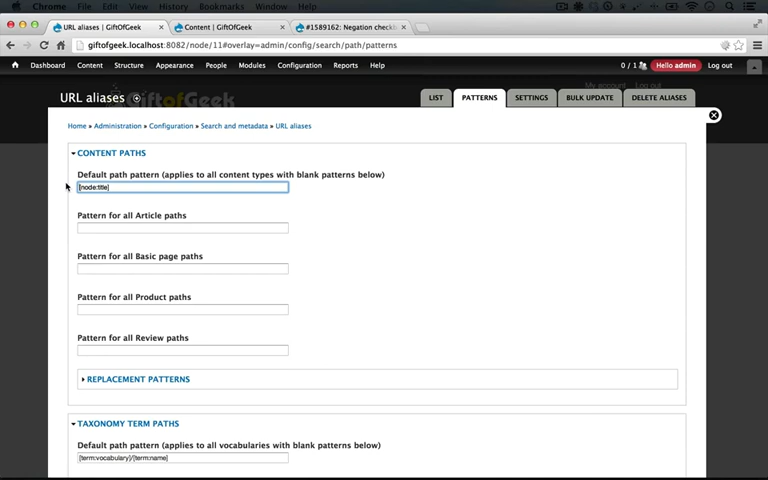 Chrome File Edit View History Bookmarks Window Help
URL aliases | GiftOfGeek Content | GiftOfGeek #1589162: Negation checkb
giftofgeek.localhost:8082/node/11#overlay=admin/config/search/path/patterns
Dashboard Content Structure Appearance People Modules Configuration Reports Help 0 / 1 Hello admin Log out
My account Log out
GiftofGeek
URL aliases LIST PATTERNS SETTINGS BULK UPDATE DELETE ALIASES
Home » Administration » Configuration » Search and metadata » URL aliases
CONTENT PATHS
Default path pattern (applies to all content types with blank patterns below)
[node:title]
Pattern for all Article paths
Pattern for all Basic page paths
Pattern for all Product paths
Pattern for all Review paths
REPLACEMENT PATTERNS
TAXONOMY TERM PATHS
Default path pattern (applies to all vocabularies with blank patterns below)
[term:vocabulary]/[term:name]